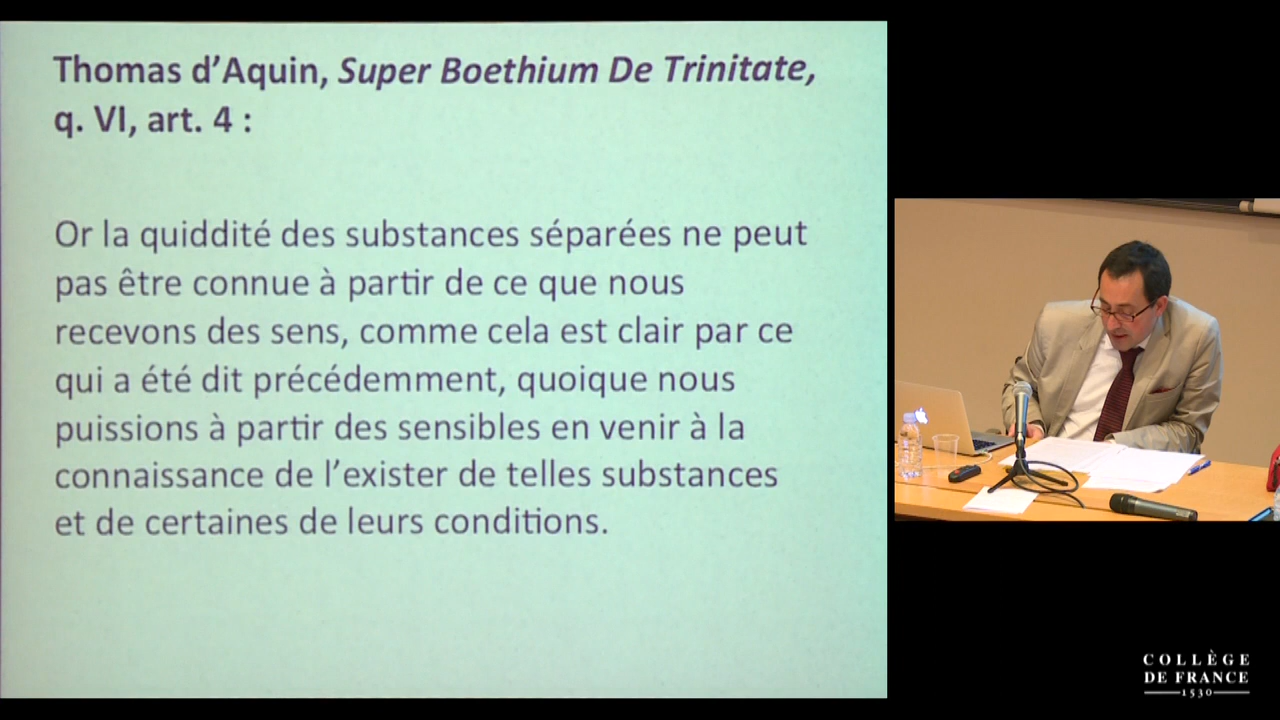 Thomas d'Aquin, Super Boethium De Trinitate,
q. VI, art. 4 :
Or la quiddité des substances séparées ne peut
pas être connue à partir de ce que nous
recevons des sens, comme cela est clair par ce
qui a été dit précédemment, quoique nous
puissions à partir des sensibles en venir à la
connaissance de l'exister de telles substances
et de certaines de leurs conditions.
COLLÈGE
DE FRANCE
1530